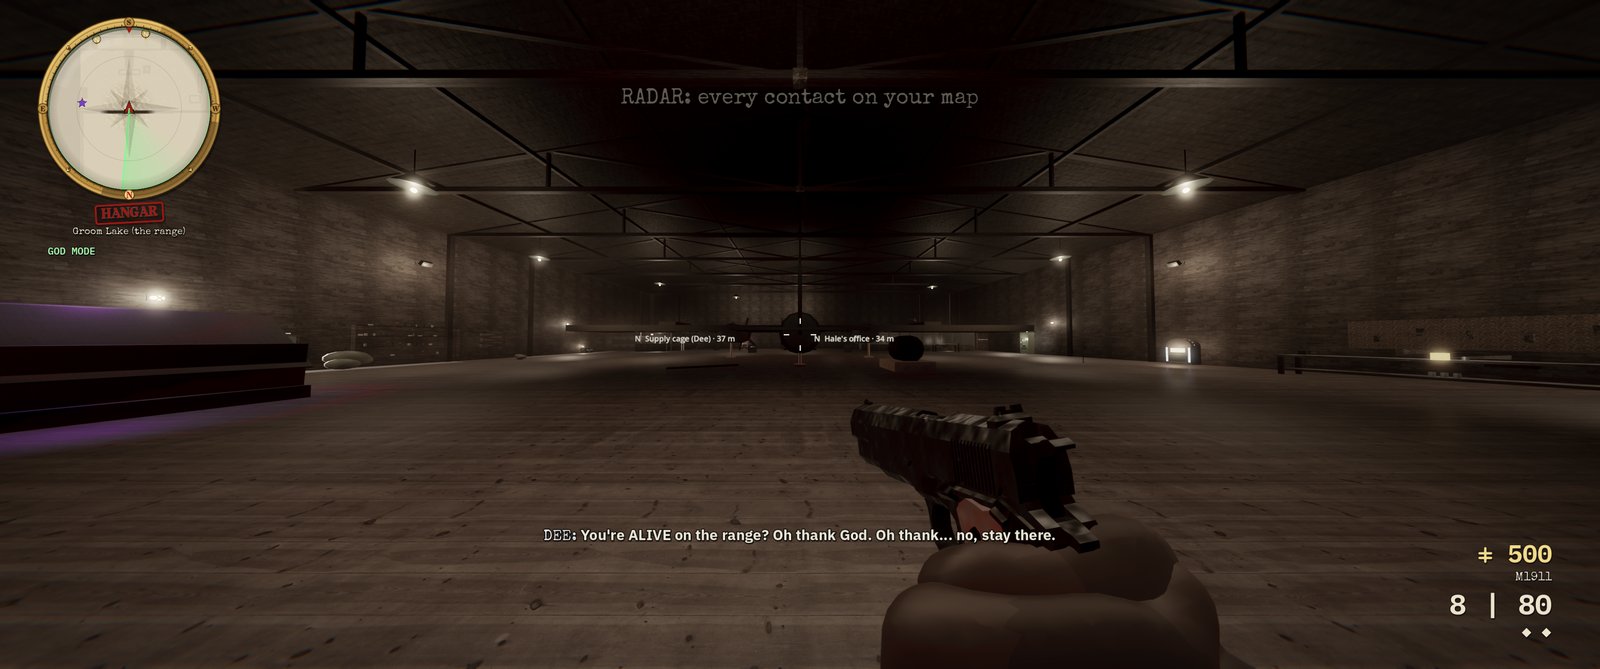 S
E
W
N
HANGAR
Groom Lake (the range)
GOD MODE
RADAR: every contact on your map
N Supply cage (Dee) · 37 m
N Hale's office · 34 m
DEE: You're ALIVE on the range? Oh thank God. Oh thank... no, stay there.
500
M1911
8 | 80